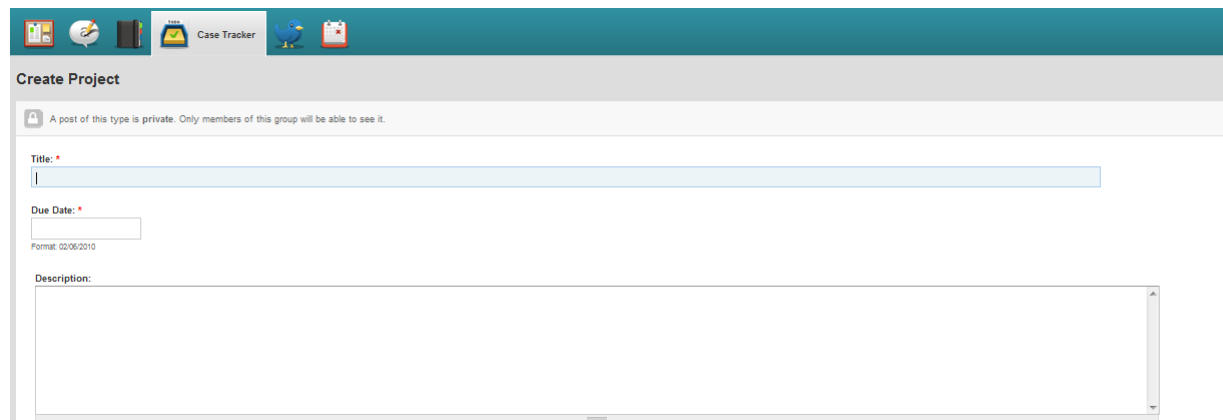 Todo
Case Tracker
Create Project
A post of this type is private. Only members of this group will be able to see it.
Title: *
Due Date: *
Format: 02/06/2010
Description: